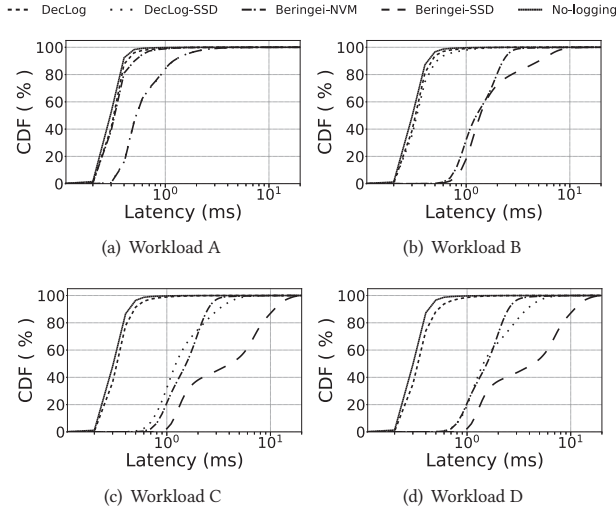 DecLog DecLog-SSD Beringei-NVM Beringei-SSD No-logging
100
80
60
40
20
0
CDF ( % )
10⁰ 10¹
Latency (ms)
(a) Workload A
100
80
60
40
20
0
CDF ( % )
10⁰ 10¹
Latency (ms)
(b) Workload B
100
80
60
40
20
0
CDF ( % )
10⁰ 10¹
Latency (ms)
(c) Workload C
100
80
60
40
20
0
CDF ( % )
10⁰ 10¹
Latency (ms)
(d) Workload D